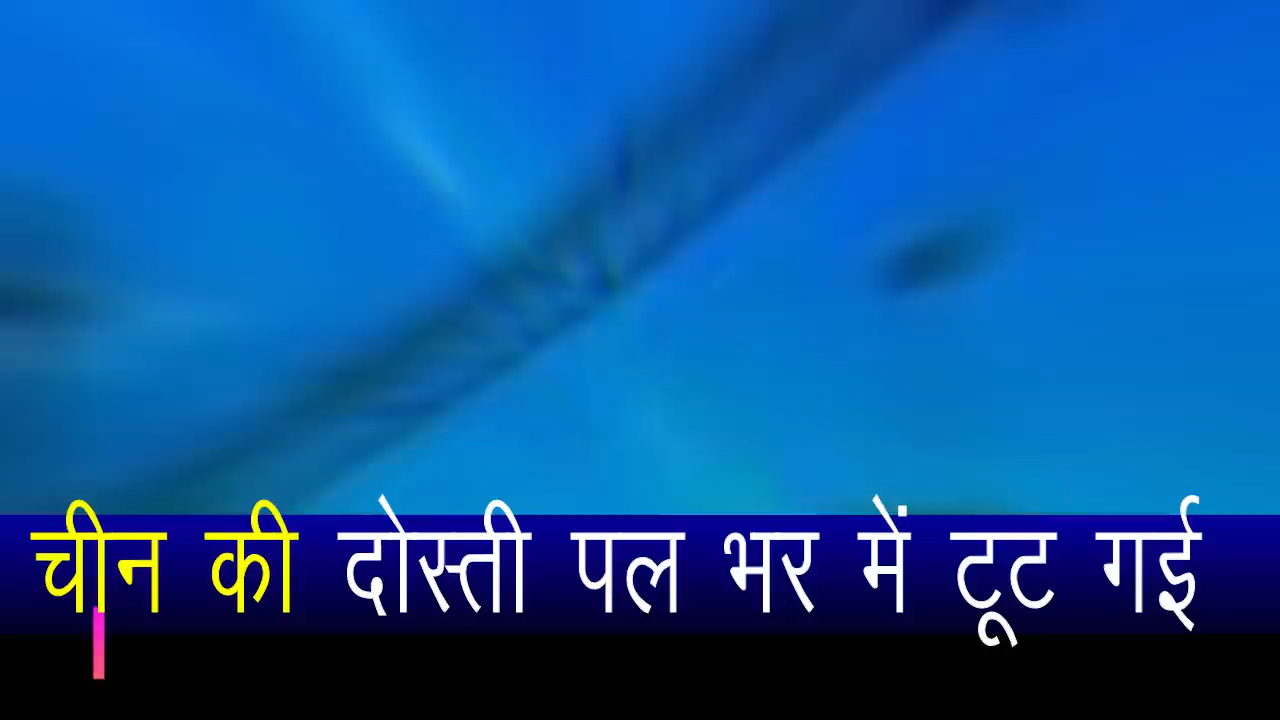 चीन की दोस्ती पल भर में टूट गई